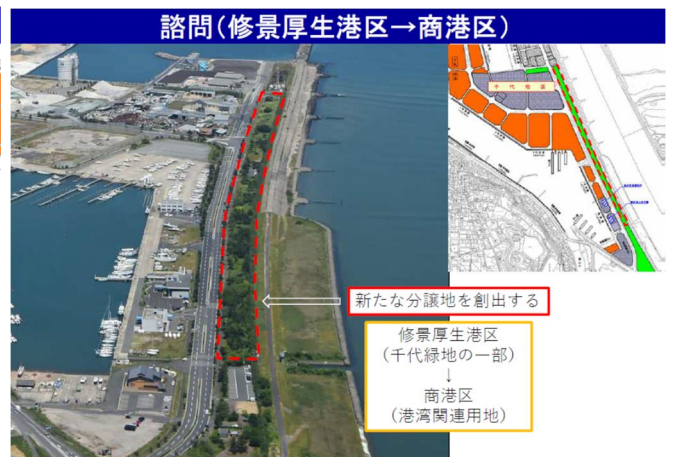 諮問(修景厚生港区→商港区)
千代地区
新たな分譲地を創出する
修景厚生港区
(千代緑地の一部)
↓
商港区
(港湾関連用地)